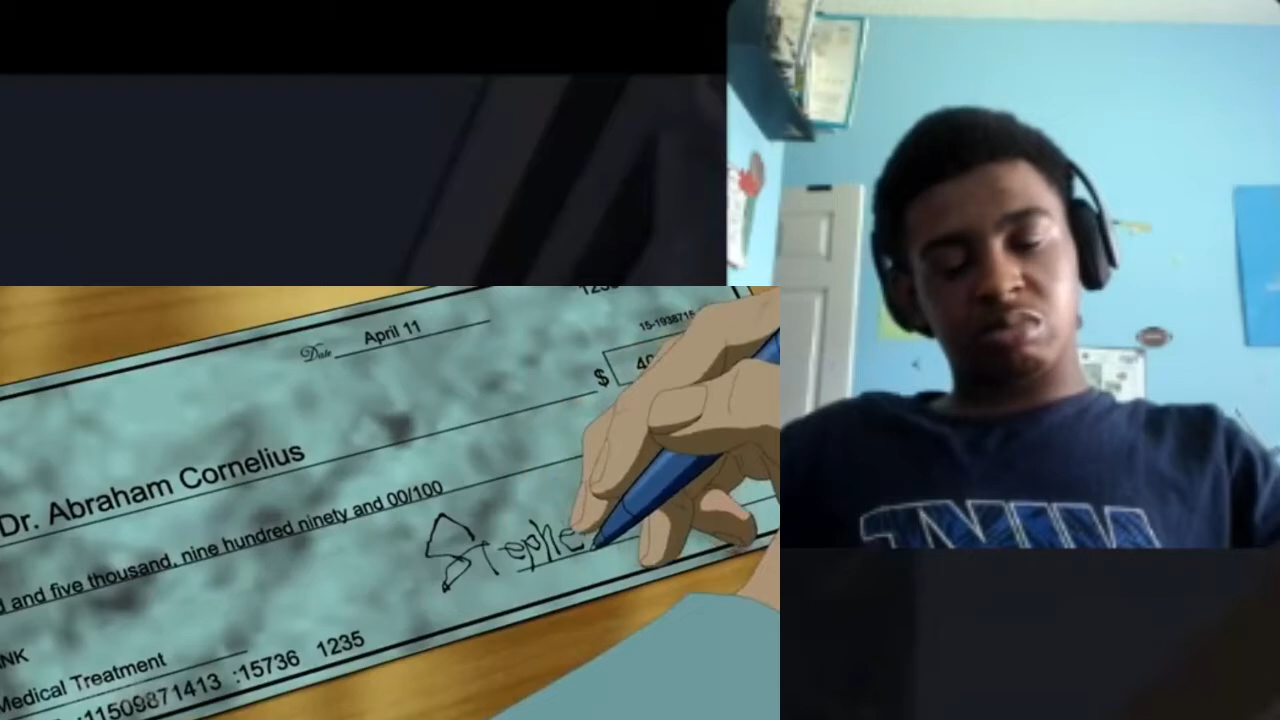 Date April 11
15-1938715
$ 40
Dr. Abraham Cornelius
and five thousand, nine hundred ninety and 00/100
Stephe
Medical Treatment
:11509871413 :15736 1235